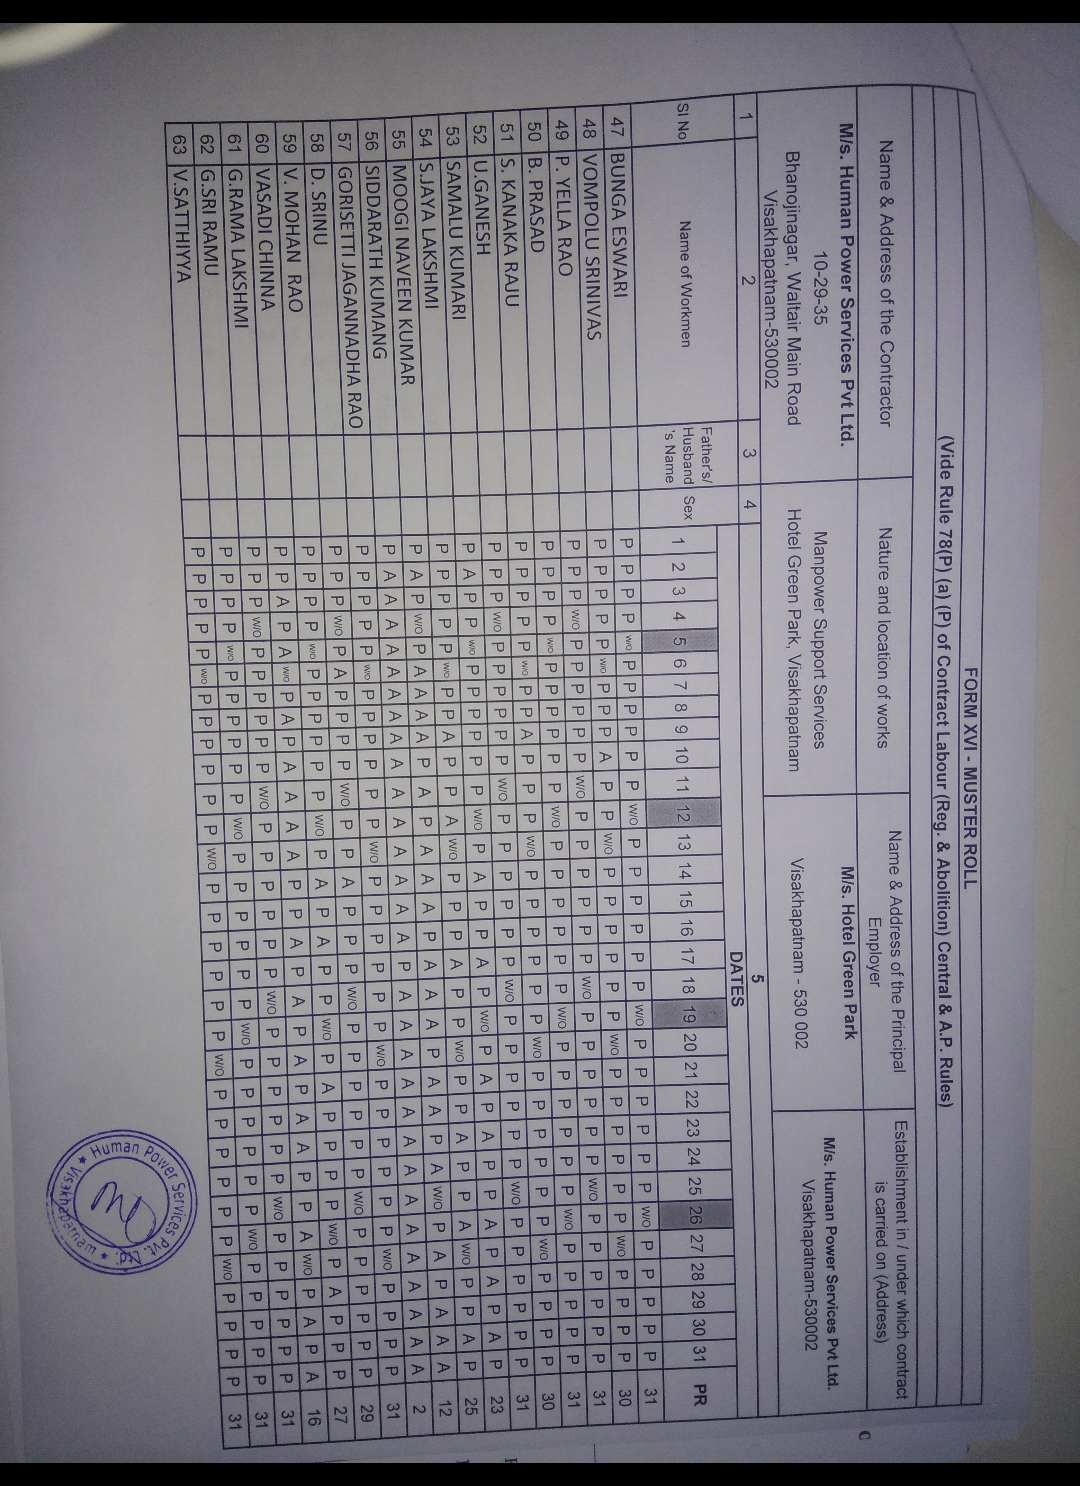 FORM XVI - MUSTER ROLL
(Vide Rule 78(P) (a) (P) of Contract Labour (Reg. & Abolition) Central & A.P. Rules)
Name & Address of the Contractor
Nature and location of works
Name & Address of the Principal Employer
Establishment in / under which contract is carried on (Address)
M/s. Human Power Services Pvt Ltd.
10-29-35
Bhanojinagar, Waltair Main Road
Visakhapatnam-530002
Manpower Support Services
Hotel Green Park, Visakhapatnam
M/s. Hotel Green Park
Visakhapatnam - 530 002
M/s. Human Power Services Pvt Ltd.
Visakhapatnam-530002
1 2 3 4 5
DATES
Sl No Name of Workmen Father's/ Husband 's Name Sex 1 2 3 4 5 6 7 8 9 10 11 12 13 14 15 16 17 18 19 20 21 22 23 24 25 26 27 28 29 30 31 PR
47 BUNGA ESWARI P P P P W/O P P P P P P W/O P P P P P P W/O P P P P P P W/O P P P P P 31
48 VOMPOLU SRINIVAS P P P P P W/O P P P A P P W/O P P P P P P W/O P P P P P P W/O P P P P 30
49 P. YELLA RAO P P P W/O P P P P P P W/O P P P P P P W/O P P P P P P W/O P P P P P P 31
50 B. PRASAD P P P P W/O P P P P P P W/O P P P P P P W/O P P P P P P W/O P P P P P 31
51 S. KANAKA RAJU P P P P P W/O P P A P P P W/O P P P P P P W/O P P P P P P W/O P P P P 30
52 U.GANESH P P P W/O P P P P P P W/O P P P P P P W/O P P P P P P W/O P P P P P P 31
53 SAMALU KUMARI P A P P W/O P P P P P P W/O P A P P A P W/O P A P A P P A P A P A P 23
54 S.JAYA LAKSHMI P P P P P W/O P A A P P A W/O P P P A P P W/O P P A P P A W/O P P A P 25
55 MOOGI NAVEEN KUMAR P A P W/O P A A A A P A P A A P P A A A P A A P A W/O P A P A A A 12
56 SIDDARATH KUMANG P A A A A A A A A A A A A A A A P A A A A A A A A A A A A A A 2
57 GORISETTI JAGANNADHA RAO P P P P P W/O P P P P P P W/O P P P P P P W/O P P P P P P W/O P P P P 31
58 D. SRINU P P P W/O P A P P P P W/O P P A P P P W/O P P P P P P W/O P P P P P P 29
59 V. MOHAN RAO P P P P W/O P P P P P P W/O P A P A P P W/O P A P P P P W/O P A P P P 27
60 VASADI CHINNA P P A P A W/O P A P A A A A P P A P A P A P A A P P A W/O P A P A 16
61 G.RAMA LAKSHMI P P P W/O P P P P P P W/O P P P P P P W/O P P P P P P W/O P P P P P P 31
62 G.SRI RAMU P P P P W/O P P P P P P W/O P P P P P P W/O P P P P P P W/O P P P P P 31
63 V.SATTHIYYA P P P P P W/O P P P P P P W/O P P P P P P W/O P P P P P P W/O P P P P 31
Human Power Services Pvt. Ltd.
Visakhapatnam